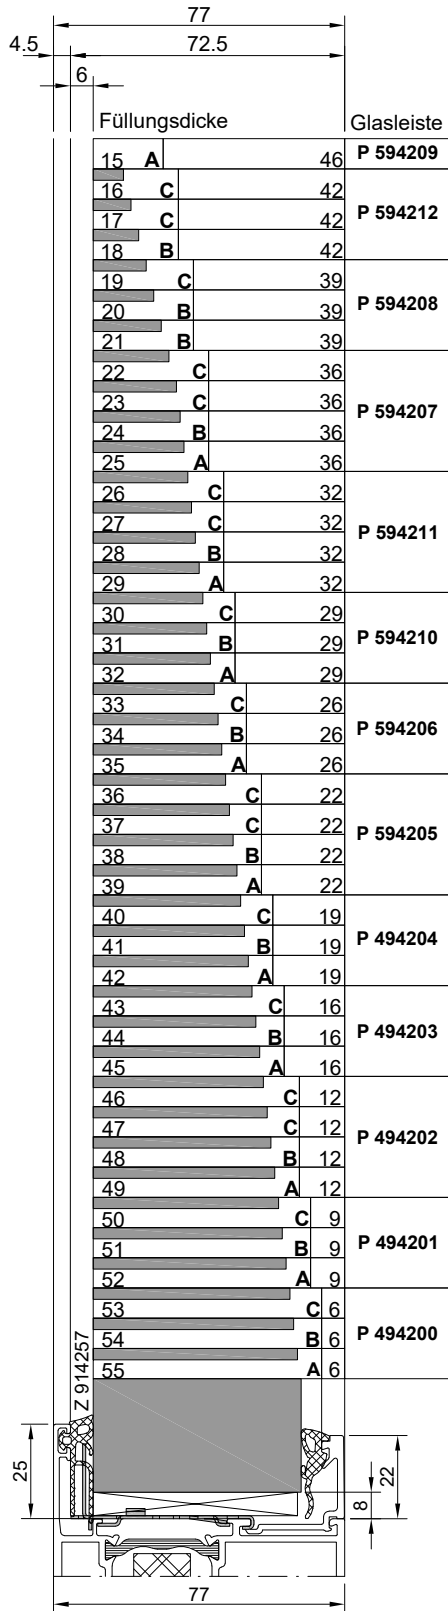 77
4.5 72.5
6
Füllungsdicke Glasleiste
15 A 46 P 594209
16 C 42
17 C 42 P 594212
18 B 42
19 C 39
20 B 39 P 594208
21 B 39
22 C 36
23 C 36 P 594207
24 B 36
25 A 36
26 C 32
27 C 32 P 594211
28 B 32
29 A 32
30 C 29
31 B 29 P 594210
32 A 29
33 C 26
34 B 26 P 594206
35 A 26
36 C 22
37 C 22 P 594205
38 B 22
39 A 22
40 C 19
41 B 19 P 494204
42 A 19
43 C 16
44 B 16 P 494203
45 A 16
46 C 12
47 C 12 P 494202
48 B 12
49 A 12
50 C 9
51 B 9 P 494201
52 A 9
53 C 6
54 B 6 P 494200
55 A 6
Z 914257
25
22
8
77